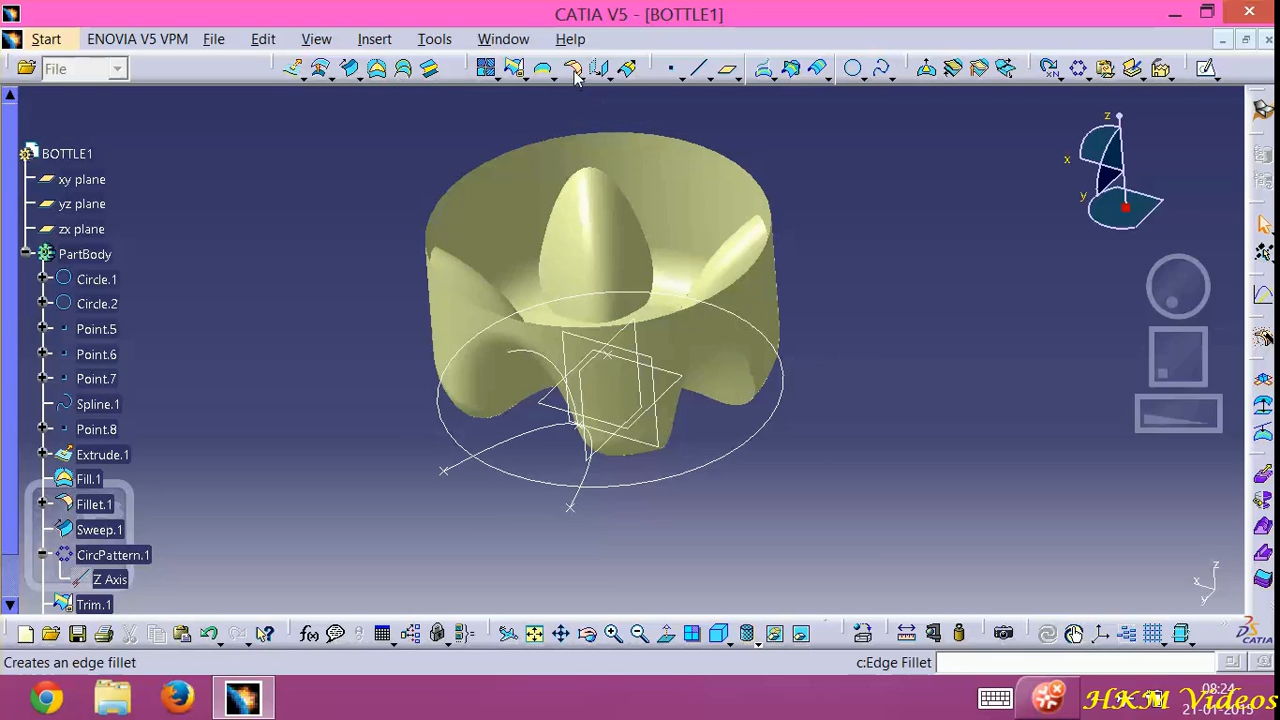 CATIA V5 - [BOTTLE1]
Start ENOVIA V5 VPM File Edit View Insert Tools Window Help
File
BOTTLE1
xy plane
yz plane
zx plane
PartBody
Circle.1
Circle.2
Point.5
Point.6
Point.7
Spline.1
Point.8
Extrude.1
Fill.1
Fillet.1
Sweep.1
CircPattern.1
Z Axis
Trim.1
z
x
y
z
x
y
f(x)
CATIA
Creates an edge fillet
c:Edge Fillet
08:24
21-01-2015
HKM Videos